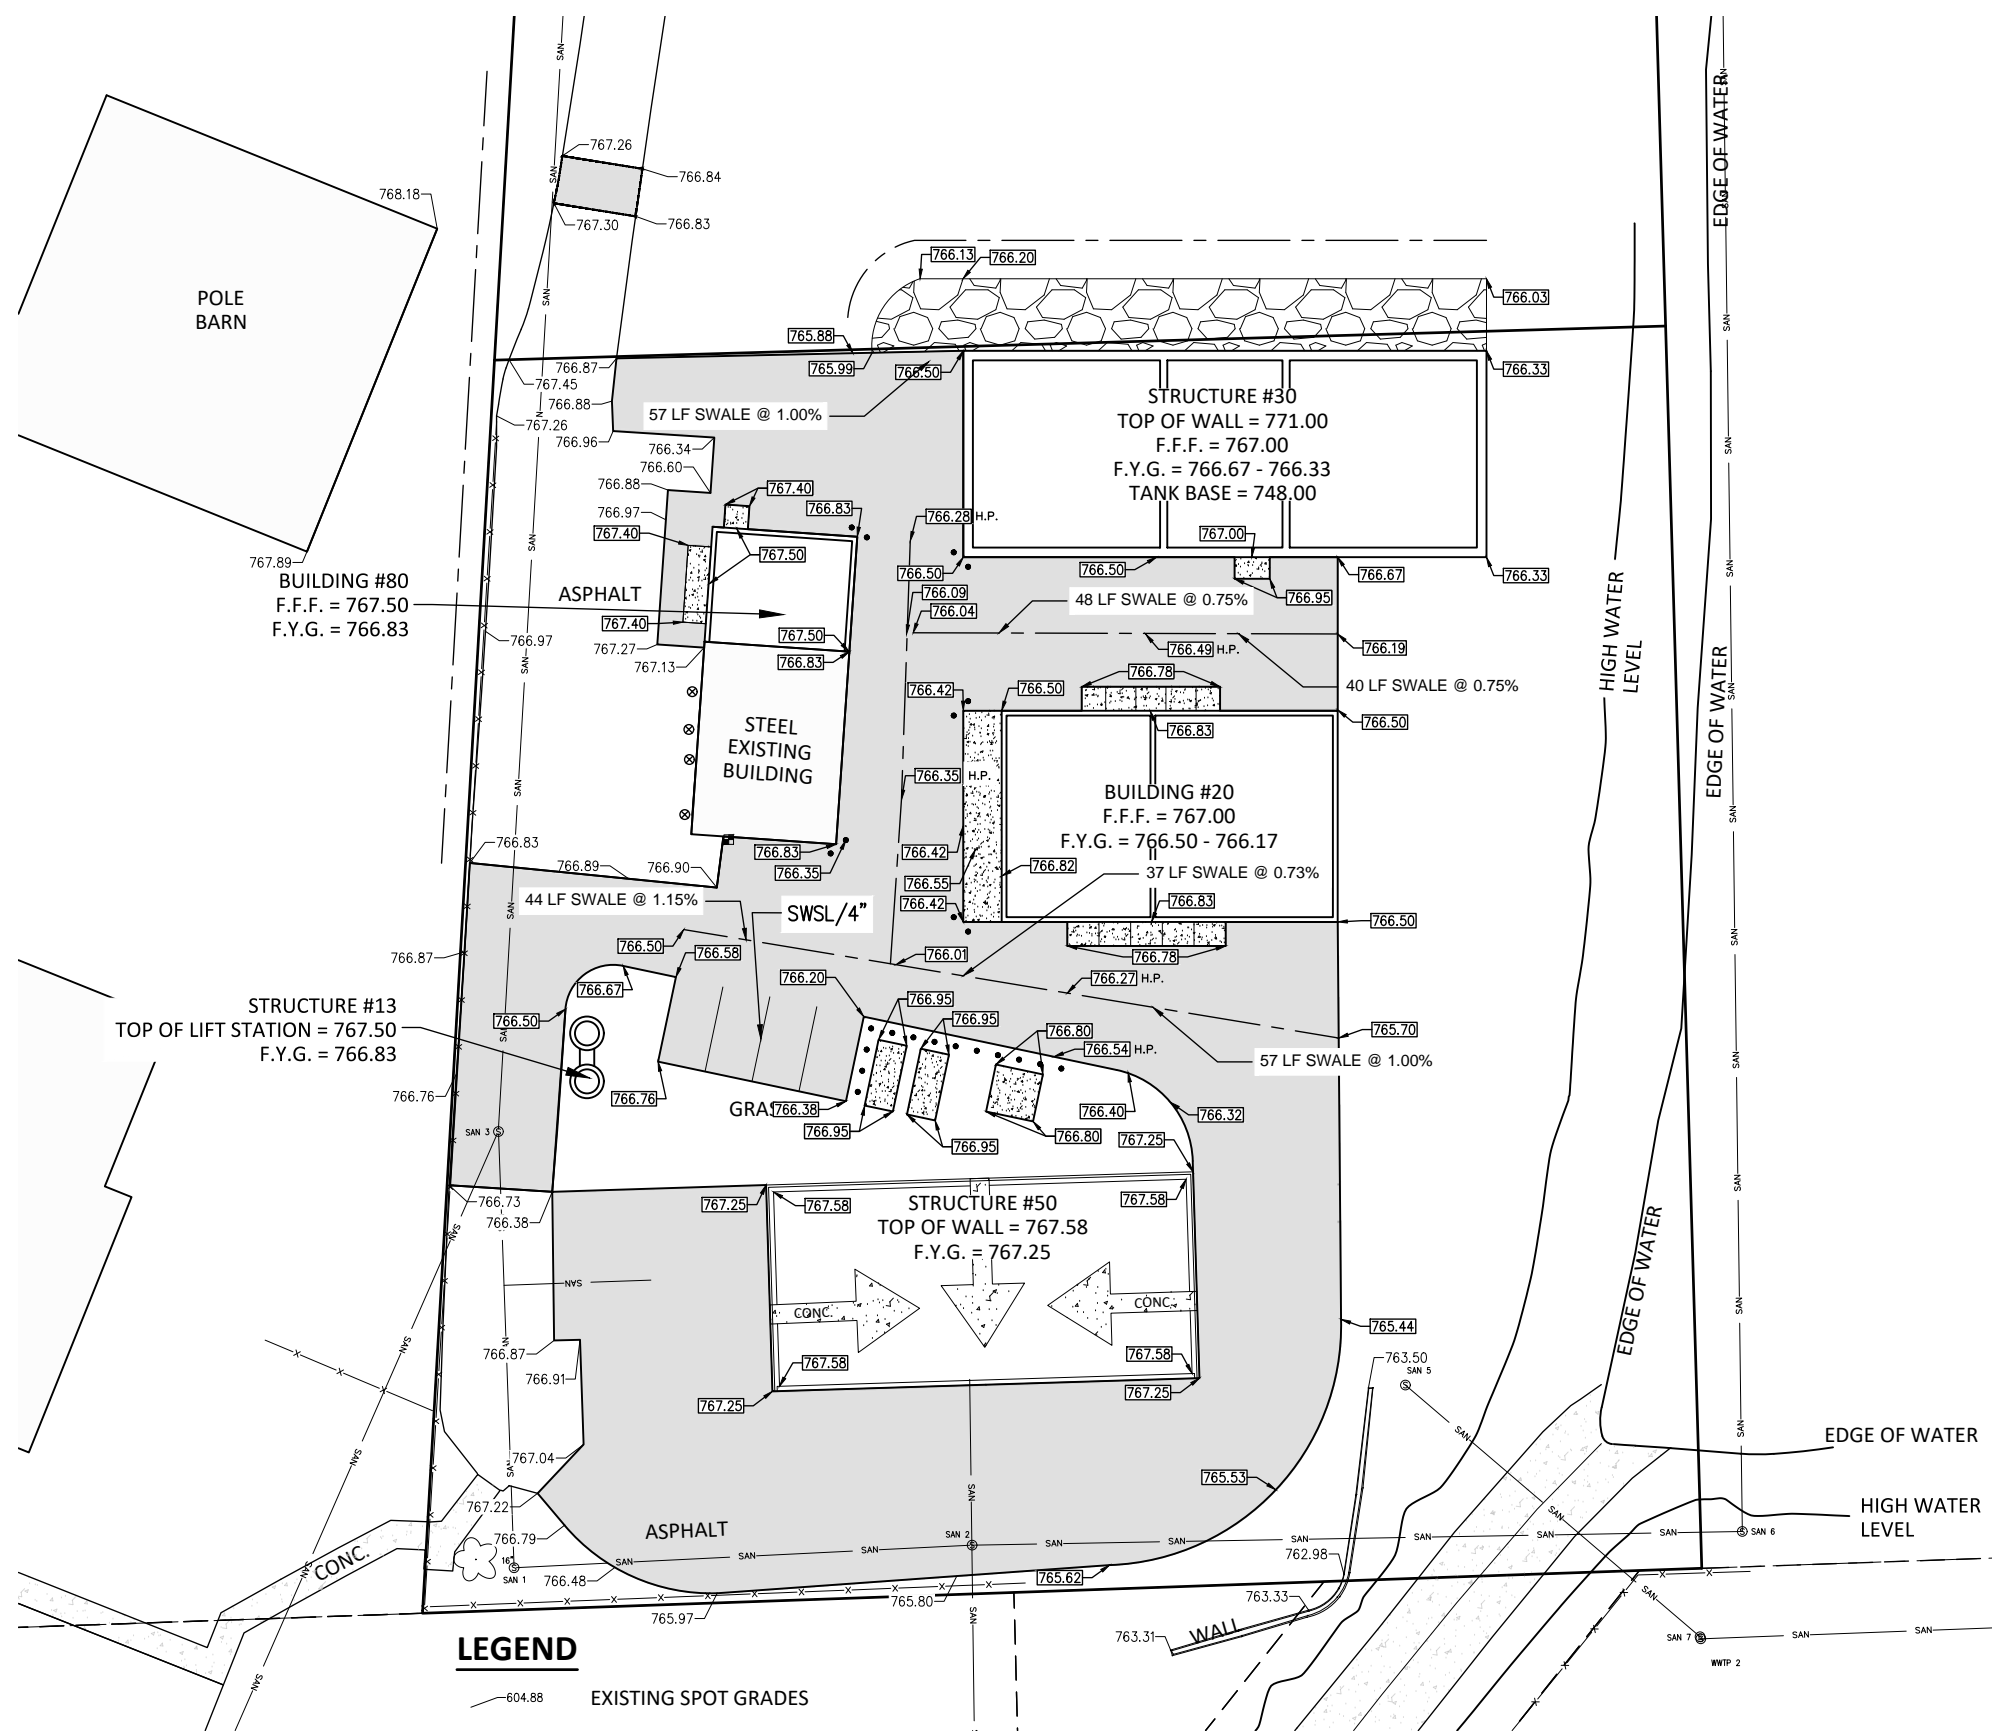 SAN
EDGE OF WATER
767.26
766.84
768.18
767.30
766.83
POLE
BARN
766.13
766.20
766.03
765.88
766.87
765.99
766.50
766.33
767.45
766.88
57 LF SWALE @ 1.00%
STRUCTURE #30
TOP OF WALL = 771.00
F.F.F. = 767.00
F.Y.G. = 766.67 - 766.33
TANK BASE = 748.00
767.26
766.96
766.34
766.60
766.88
767.40
766.83
766.97
766.28 H.P.
767.40
767.50
767.00
767.89
BUILDING #80
F.F.F. = 767.50
F.Y.G. = 766.83
ASPHALT
766.50
766.50
766.67
766.33
766.09
766.04
48 LF SWALE @ 0.75%
766.95
HIGH WATER
LEVEL
766.97
767.40
767.50
767.27
767.13
766.83
766.49 H.P.
766.19
766.78
766.42
766.50
40 LF SWALE @ 0.75%
EDGE OF WATER
STEEL
EXISTING
BUILDING
766.83
766.50
766.35
H.P.
BUILDING #20
F.F.F. = 767.00
F.Y.G. = 766.50 - 766.17
766.83
766.89
766.90
766.83
766.35
766.42
766.82
766.55
37 LF SWALE @ 0.73%
44 LF SWALE @ 1.15%
SWSL/4”
766.42
766.83
766.50
766.87
766.50
766.58
766.01
766.78
766.20
766.27 H.P.
766.67
STRUCTURE #13
TOP OF LIFT STATION = 767.50
F.Y.G. = 766.83
766.50
766.95
766.95
766.80
766.54 H.P.
765.70
57 LF SWALE @ 1.00%
766.76
766.76
GRAS
766.38
766.40
766.32
SAN 3
766.95
766.95
766.80
767.25
766.73
766.38
767.25
767.58
STRUCTURE #50
TOP OF WALL = 767.58
F.Y.G. = 767.25
767.58
EDGE OF WATER
SAN
CONC.
CONC.
765.44
766.87
766.91
767.58
767.58
763.50
SAN 5
767.25
767.25
EDGE OF WATER
767.04
765.53
767.22
766.79
ASPHALT
SAN 2
HIGH WATER
LEVEL
SAN 6
CONC.
16"
SAN 1
766.48
SAN
SAN
SAN
SAN
SAN
SAN
SAN
SAN
762.98
765.97
765.80
765.62
763.33
763.31
WALL
SAN 7
SAN
SAN
WWTP 2
LEGEND
604.88
EXISTING SPOT GRADES